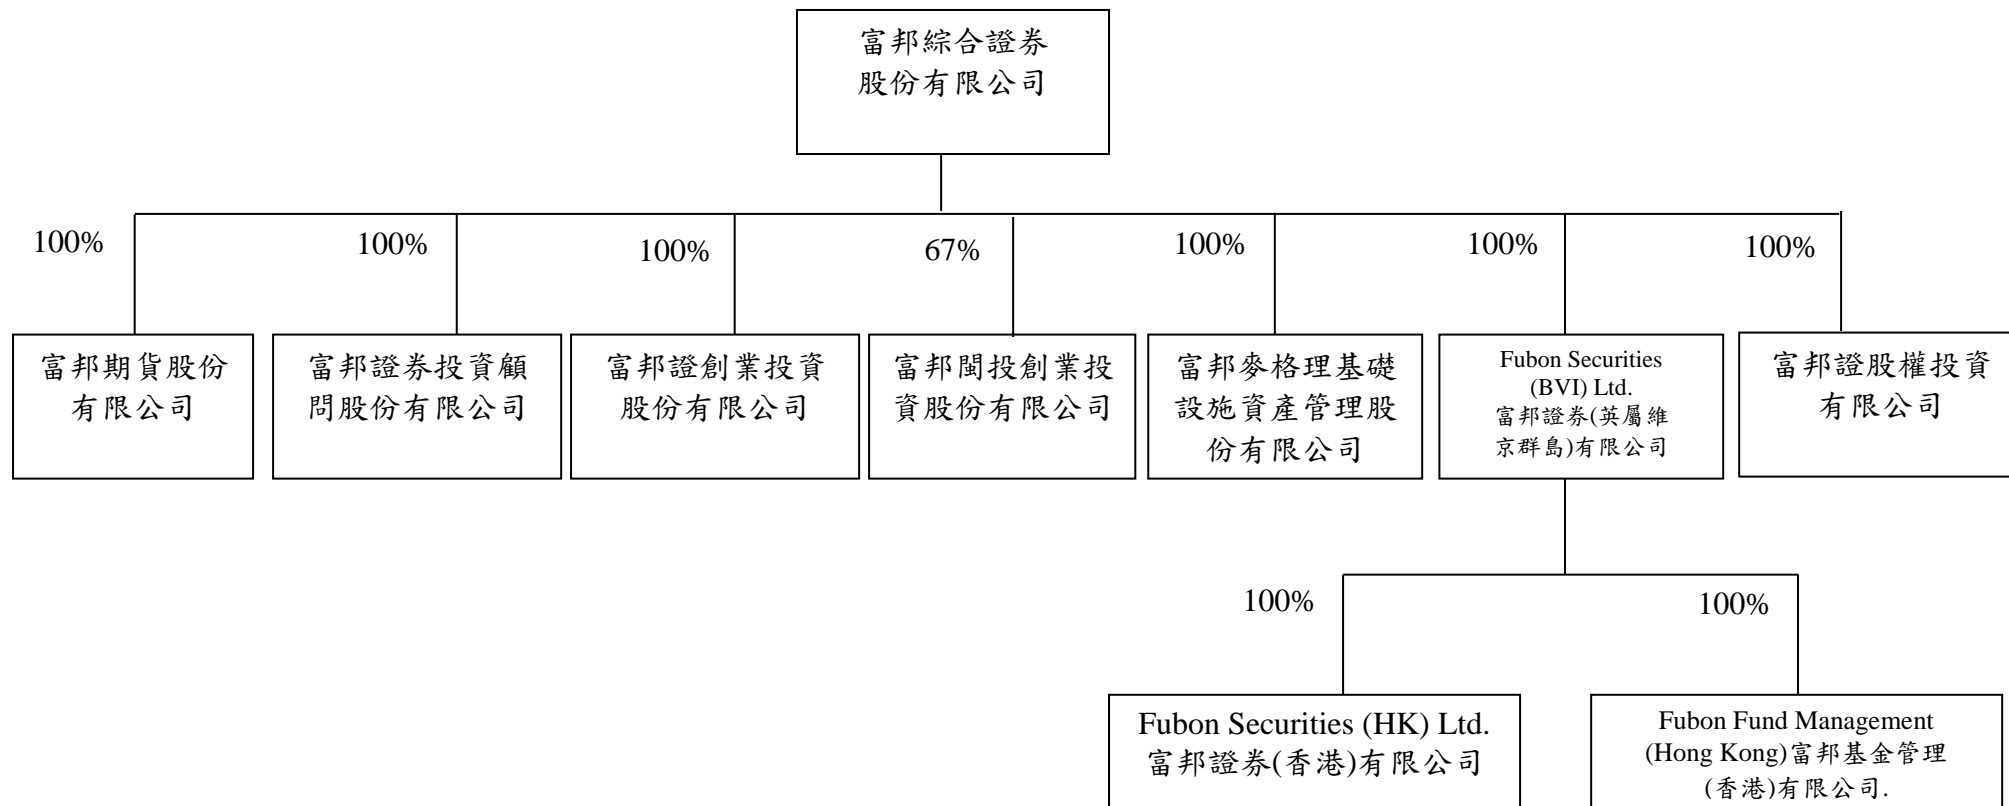 富邦綜合證券
股份有限公司
100%
100%
100%
67%
100%
100%
100%
富邦期貨股份
有限公司
富邦證券投資顧
問股份有限公司
富邦證創業投資
股份有限公司
富邦閩投創業投
資股份有限公司
富邦麥格理基礎
設施資產管理股
份有限公司
Fubon Securities
(BVI) Ltd.
富邦證券(英屬維
京群島)有限公司
富邦證股權投資
有限公司
100%
100%
Fubon Securities (HK) Ltd.
富邦證券(香港)有限公司
Fubon Fund Management
(Hong Kong)富邦基金管理
(香港)有限公司.